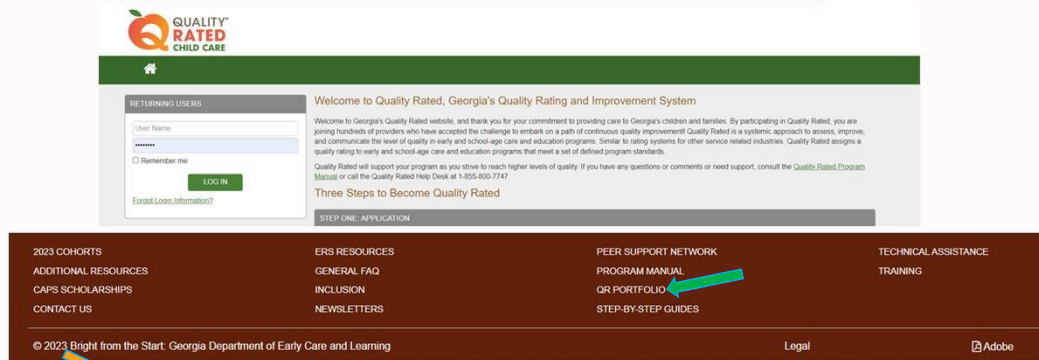 QUALITY™
RATED
CHILD CARE
RETURNING USERS
User Name
••••••••
Remember me
LOG IN
Forgot Login Information?
Welcome to Quality Rated, Georgia's Quality Rating and Improvement System
Welcome to Georgia's Quality Rated website, and thank you for your commitment to providing care to Georgia's children and families. By participating in Quality Rated, you are
joining hundreds of providers who have accepted the challenge to embark on a path of continuous quality improvement! Quality Rated is a systemic approach to assess, improve,
and communicate the level of quality in early and school-age care and education programs. Similar to rating systems for other service related industries, Quality Rated assigns a
quality rating to early and school-age care and education programs that meet a set of defined program standards.
Quality Rated will support your program as you strive to reach higher levels of quality. If you have any questions or comments or need support, consult the Quality Rated Program
Manual or call the Quality Rated Help Desk at 1-855-800-7747.
Three Steps to Become Quality Rated
STEP ONE: APPLICATION
2023 COHORTS
ADDITIONAL RESOURCES
CAPS SCHOLARSHIPS
CONTACT US
ERS RESOURCES
GENERAL FAQ
INCLUSION
NEWSLETTERS
PEER SUPPORT NETWORK
PROGRAM MANUAL
QR PORTFOLIO
STEP-BY-STEP GUIDES
TECHNICAL ASSISTANCE
TRAINING
© 2023 Bright from the Start: Georgia Department of Early Care and Learning
Legal
Adobe